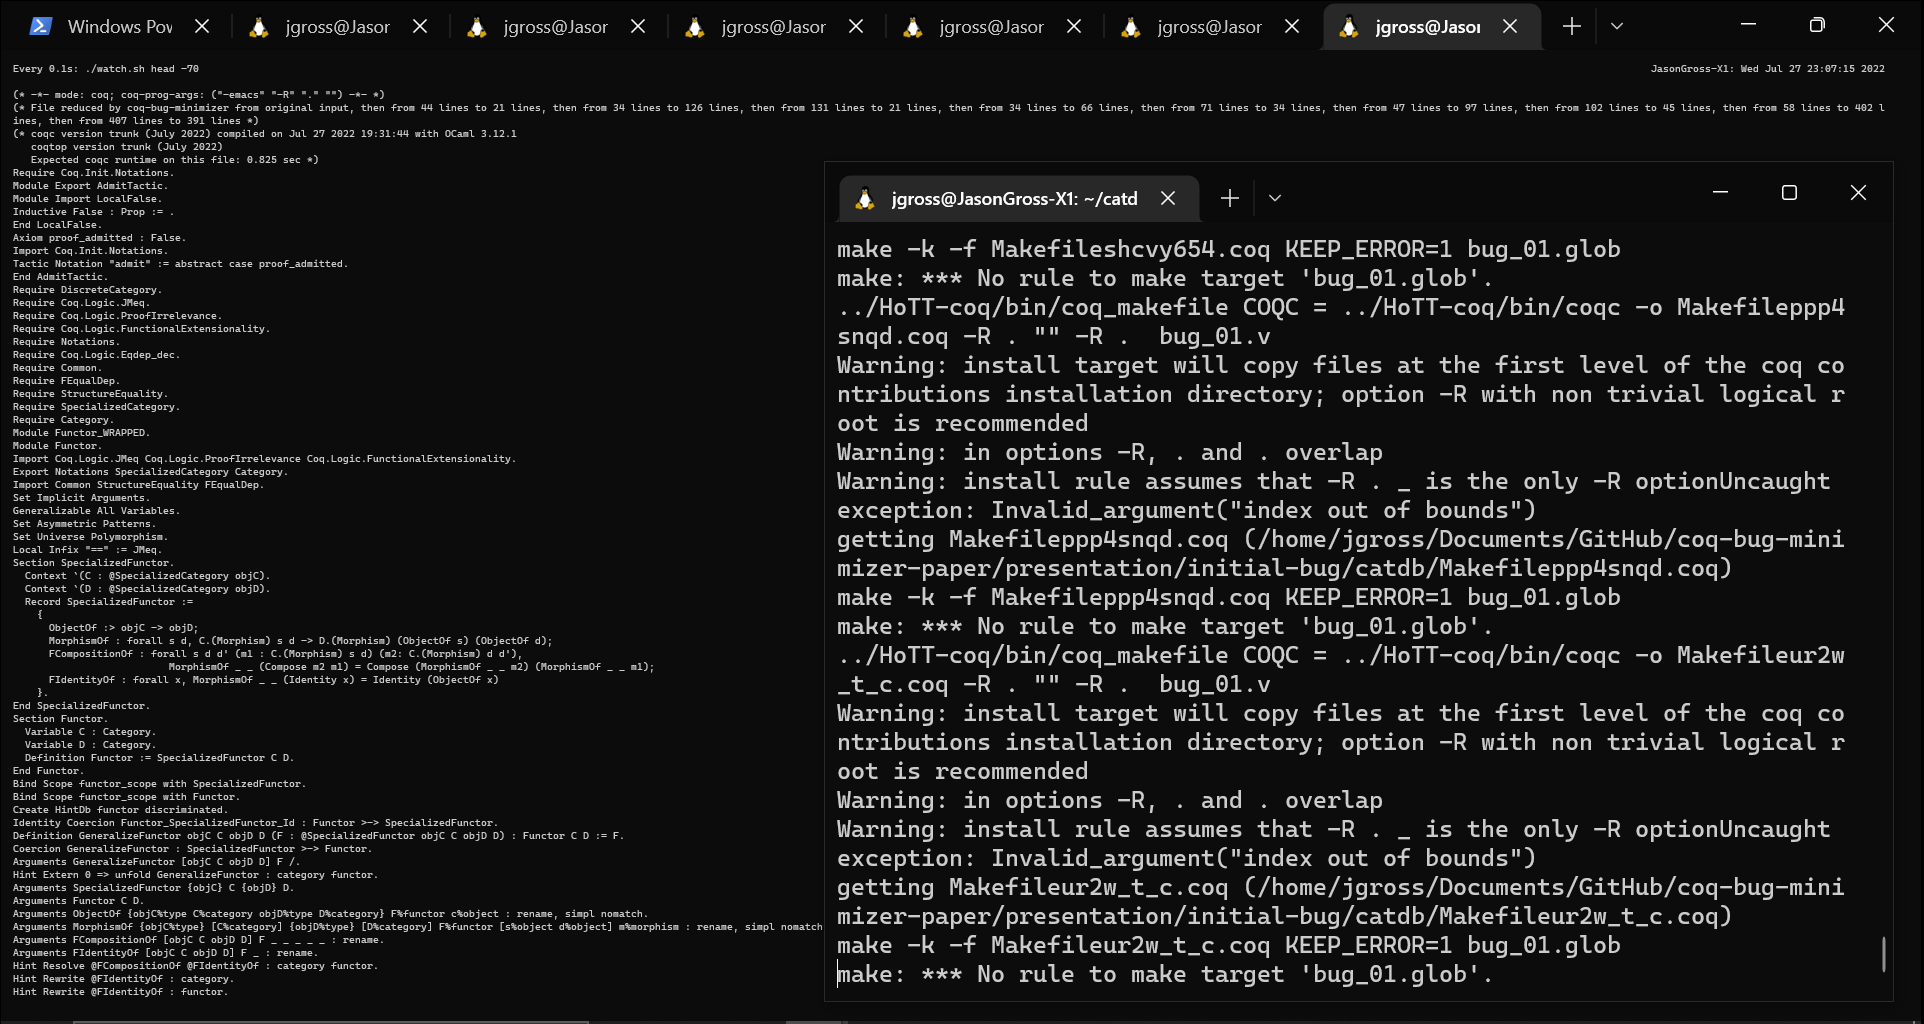 Windows Pov
jgross@Jasor
jgross@Jasor
jgross@Jasor
jgross@Jasor
jgross@Jasor
jgross@Jasor
Every 0.1s: ./watch.sh head -70
JasonGross-X1: Wed Jul 27 23:07:15 2022
(* -*- mode: coq; coq-prog-args: ("-emacs" "-R" "." "") -*- *)
(* File reduced by coq-bug-minimizer from original input, then from 44 lines to 21 lines, then from 34 lines to 126 lines, then from 131 lines to 21 lines, then from 34 lines to 66 lines, then from 71 lines to 34 lines, then from 47 lines to 97 lines, then from 102 lines to 45 lines, then from 58 lines to 402 l
ines, then from 407 lines to 391 lines *)
(* coqc version trunk (July 2022) compiled on Jul 27 2022 19:31:44 with OCaml 3.12.1
   coqtop version trunk (July 2022)
   Expected coqc runtime on this file: 0.825 sec *)
Require Coq.Init.Notations.
Module Export AdmitTactic.
Module Import LocalFalse.
Inductive False : Prop := .
End LocalFalse.
Axiom proof_admitted : False.
Import Coq.Init.Notations.
Tactic Notation "admit" := abstract case proof_admitted.
End AdmitTactic.
Require DiscreteCategory.
Require Coq.Logic.JMeq.
Require Coq.Logic.ProofIrrelevance.
Require Coq.Logic.FunctionalExtensionality.
Require Notations.
Require Coq.Logic.Eqdep_dec.
Require Common.
Require FEqualDep.
Require StructureEquality.
Require SpecializedCategory.
Require Category.
Module Functor_WRAPPED.
Module Functor.
Import Coq.Logic.JMeq Coq.Logic.ProofIrrelevance Coq.Logic.FunctionalExtensionality.
Export Notations SpecializedCategory Category.
Import Common StructureEquality FEqualDep.
Set Implicit Arguments.
Generalizable All Variables.
Set Asymmetric Patterns.
Set Universe Polymorphism.
Local Infix "==" := JMeq.
Section SpecializedFunctor.
  Context `(C : @SpecializedCategory objC).
  Context `(D : @SpecializedCategory objD).
  Record SpecializedFunctor :=
    {
      ObjectOf :> objC -> objD;
      MorphismOf : forall s d, C.(Morphism) s d -> D.(Morphism) (ObjectOf s) (ObjectOf d);
      FCompositionOf : forall s d d' (m1 : C.(Morphism) s d) (m2: C.(Morphism) d d'),
                          MorphismOf _ _ (Compose m2 m1) = Compose (MorphismOf _ _ m2) (MorphismOf _ _ m1);
      FIdentityOf : forall x, MorphismOf _ _ (Identity x) = Identity (ObjectOf x)
    }.
End SpecializedFunctor.
Section Functor.
  Variable C : Category.
  Variable D : Category.
  Definition Functor := SpecializedFunctor C D.
End Functor.
Bind Scope functor_scope with SpecializedFunctor.
Bind Scope functor_scope with Functor.
Create HintDb functor discriminated.
Identity Coercion Functor_SpecializedFunctor_Id : Functor >-> SpecializedFunctor.
Definition GeneralizeFunctor objC C objD D (F : @SpecializedFunctor objC C objD D) : Functor C D := F.
Coercion GeneralizeFunctor : SpecializedFunctor >-> Functor.
Arguments GeneralizeFunctor [objC C objD D] F /.
Hint Extern 0 => unfold GeneralizeFunctor : category functor.
Arguments SpecializedFunctor {objC} C {objD} D.
Arguments Functor C D.
Arguments ObjectOf {objC%type C%category objD%type D%category} F%functor c%object : rename, simpl nomatch.
Arguments MorphismOf {objC%type} [C%category] {objD%type} [D%category] F%functor [s%object d%object] m%morphism : rename, simpl nomatch
Arguments FCompositionOf [objC C objD D] F _ _ _ _ _ : rename.
Arguments FIdentityOf [objC C objD D] F _ : rename.
Hint Resolve @FCompositionOf @FIdentityOf : category functor.
Hint Rewrite @FIdentityOf : category.
Hint Rewrite @FIdentityOf : functor.
jgross@JasonGross-X1: ~/catd
make -k -f Makefileshcvy654.coq KEEP_ERROR=1 bug_01.glob
make: *** No rule to make target 'bug_01.glob'.
../HoTT-coq/bin/coq_makefile COQC = ../HoTT-coq/bin/coqc -o Makefileppp4
snqd.coq -R . "" -R .  bug_01.v
Warning: install target will copy files at the first level of the coq co
ntributions installation directory; option -R with non trivial logical r
oot is recommended
Warning: in options -R, . and . overlap
Warning: install rule assumes that -R . _ is the only -R optionUncaught
exception: Invalid_argument("index out of bounds")
getting Makefileppp4snqd.coq (/home/jgross/Documents/GitHub/coq-bug-mini
mizer-paper/presentation/initial-bug/catdb/Makefileppp4snqd.coq)
make -k -f Makefileppp4snqd.coq KEEP_ERROR=1 bug_01.glob
make: *** No rule to make target 'bug_01.glob'.
../HoTT-coq/bin/coq_makefile COQC = ../HoTT-coq/bin/coqc -o Makefileur2w
_t_c.coq -R . "" -R .  bug_01.v
Warning: install target will copy files at the first level of the coq co
ntributions installation directory; option -R with non trivial logical r
oot is recommended
Warning: in options -R, . and . overlap
Warning: install rule assumes that -R . _ is the only -R optionUncaught
exception: Invalid_argument("index out of bounds")
getting Makefileur2w_t_c.coq (/home/jgross/Documents/GitHub/coq-bug-mini
mizer-paper/presentation/initial-bug/catdb/Makefileur2w_t_c.coq)
make -k -f Makefileur2w_t_c.coq KEEP_ERROR=1 bug_01.glob
make: *** No rule to make target 'bug_01.glob'.